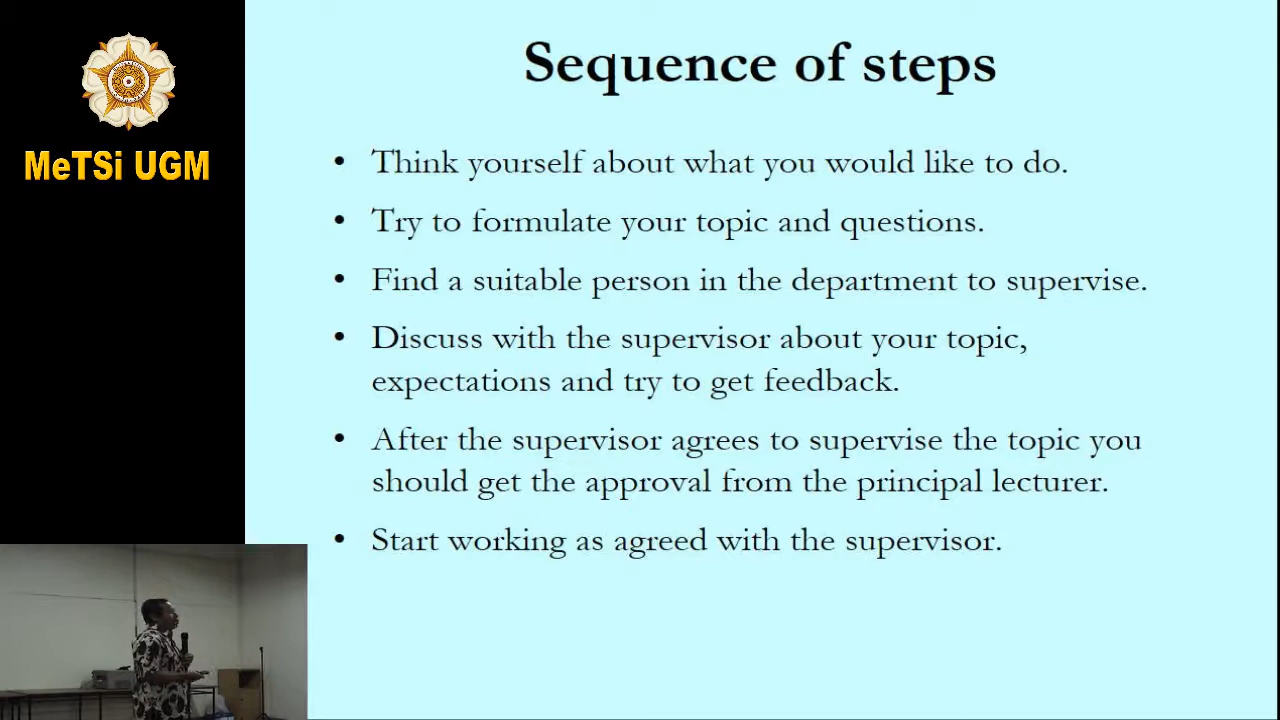 MeTSi UGM
Sequence of steps
• Think yourself about what you would like to do.
• Try to formulate your topic and questions.
• Find a suitable person in the department to supervise.
• Discuss with the supervisor about your topic,
expectations and try to get feedback.
• After the supervisor agrees to supervise the topic you
should get the approval from the principal lecturer.
• Start working as agreed with the supervisor.